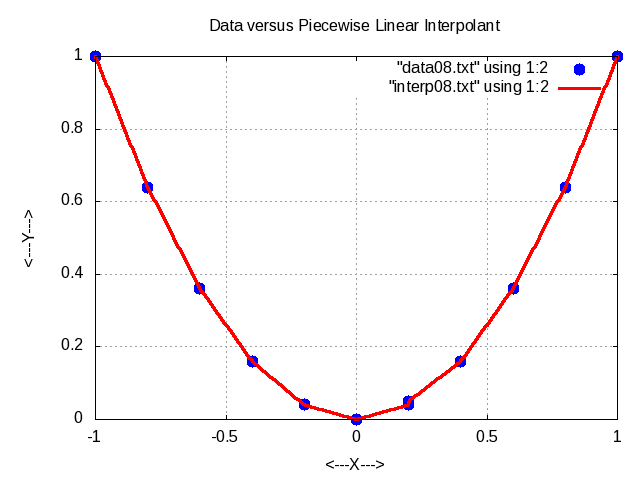 Data versus Piecewise Linear Interpolant
"data08.txt" using 1:2
"interp08.txt" using 1:2
1
0.8
0.6
0.4
0.2
0
<---Y--->
-1
-0.5
0
0.5
1
<---X--->